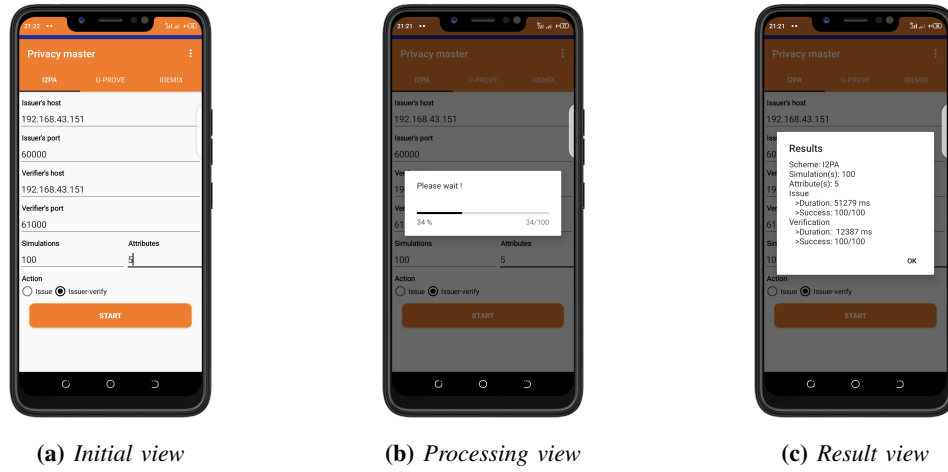 21:22
Privacy master
I2PA U-PROVE IDEMIX
Issuer's host
192.168.43.151
Issuer's port
60000
Verifier's host
192.168.43.151
Verifier's port
61000
Simulations Attributes
100 5
Action
Issue Issuer-verify
START
(a) Initial view
21:21
Privacy master
I2PA U-PROVE IDEMIX
Issuer's host
192.168.43.151
Issuer's port
60000
Please wait !
34 % 34/100
61
Simulations Attributes
100 5
Action
Issue Issuer-verify
START
(b) Processing view
21:21
Privacy master
I2PA U-PROVE IDEMIX
Issuer's host
192.168.43.151
Results
Scheme: I2PA
Simulation(s): 100
Attribute(s): 5
Issue
>Duration: 51279 ms
>Success: 100/100
Verification
>Duration: 12387 ms
>Success: 100/100
OK
Issue Issuer-verify
START
(c) Result view